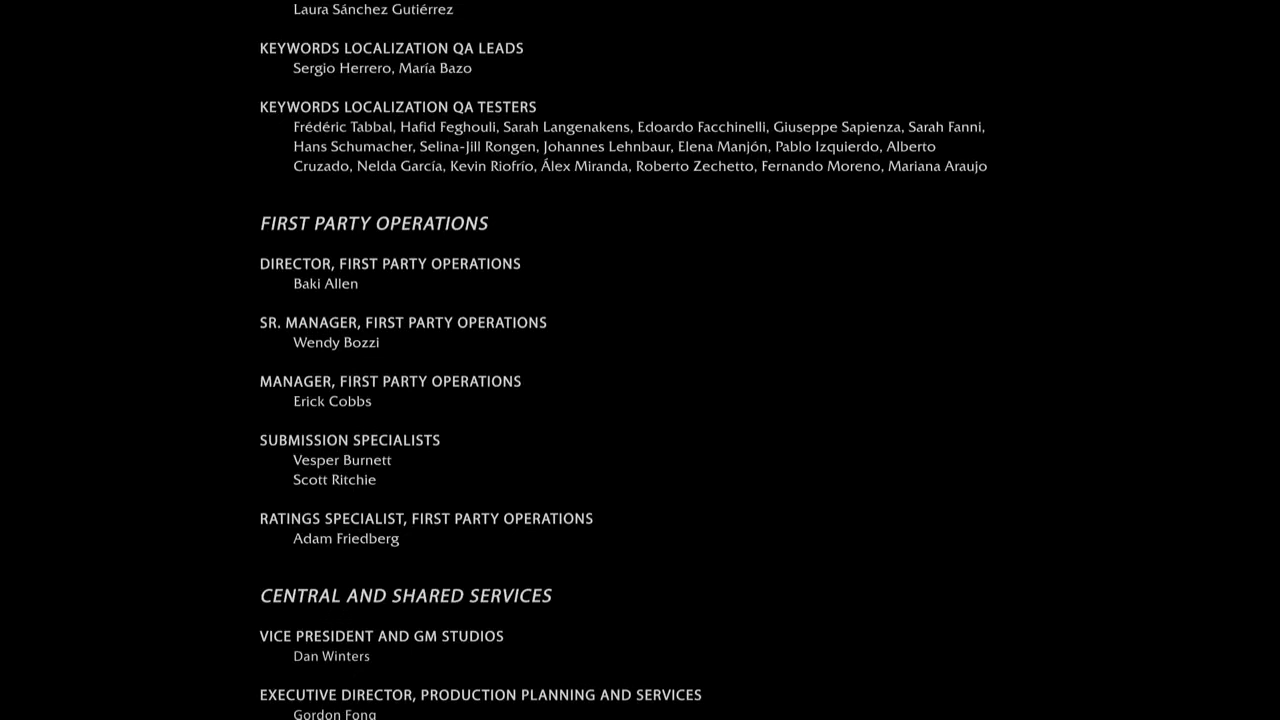 Laura Sánchez Gutiérrez
KEYWORDS LOCALIZATION QA LEADS
Sergio Herrero, María Bazo
KEYWORDS LOCALIZATION QA TESTERS
Frédéric Tabbal, Hafid Feghouli, Sarah Langenakens, Edoardo Facchinelli, Giuseppe Sapienza, Sarah Fanni,
Hans Schumacher, Selina-Jill Rongen, Johannes Lehnbaur, Elena Manjón, Pablo Izquierdo, Alberto
Cruzado, Nelda García, Kevin Riofrío, Álex Miranda, Roberto Zechetto, Fernando Moreno, Mariana Araujo
FIRST PARTY OPERATIONS
DIRECTOR, FIRST PARTY OPERATIONS
Baki Allen
SR. MANAGER, FIRST PARTY OPERATIONS
Wendy Bozzi
MANAGER, FIRST PARTY OPERATIONS
Erick Cobbs
SUBMISSION SPECIALISTS
Vesper Burnett
Scott Ritchie
RATINGS SPECIALIST, FIRST PARTY OPERATIONS
Adam Friedberg
CENTRAL AND SHARED SERVICES
VICE PRESIDENT AND GM STUDIOS
Dan Winters
EXECUTIVE DIRECTOR, PRODUCTION PLANNING AND SERVICES
Gordon Fong